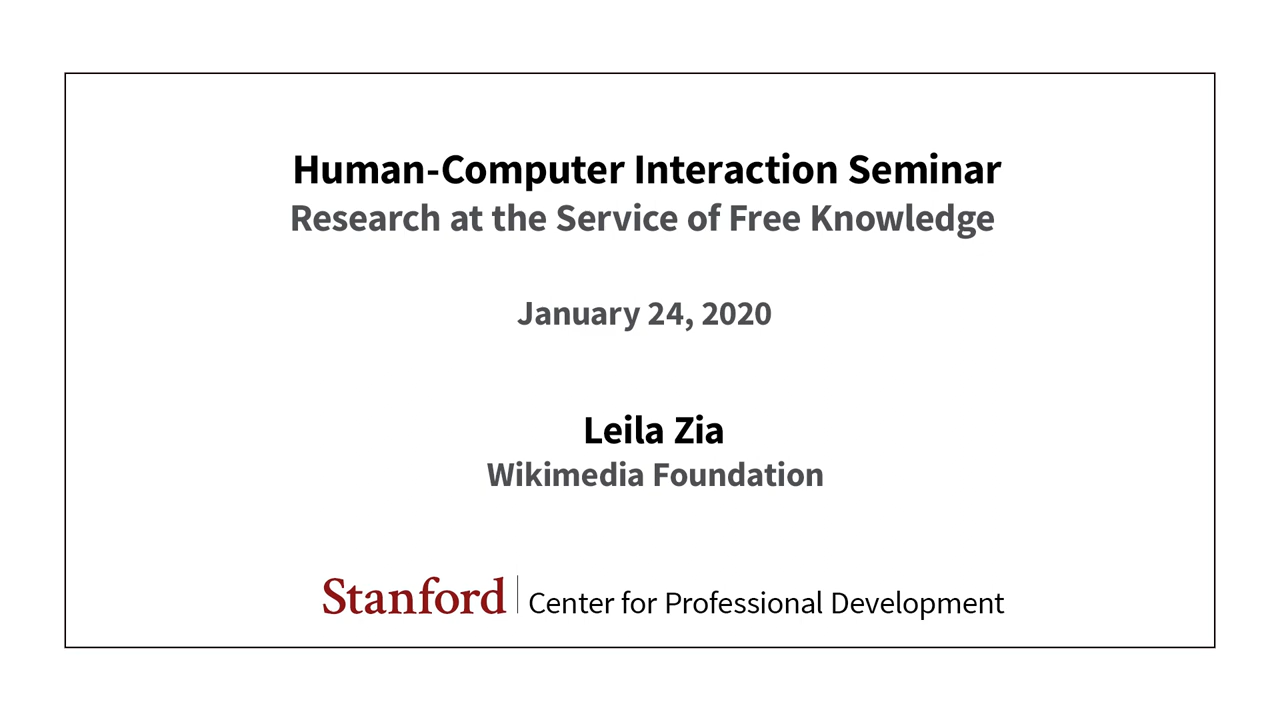 Human-Computer Interaction Seminar
Research at the Service of Free Knowledge
January 24, 2020
Leila Zia
Wikimedia Foundation
Stanford Center for Professional Development